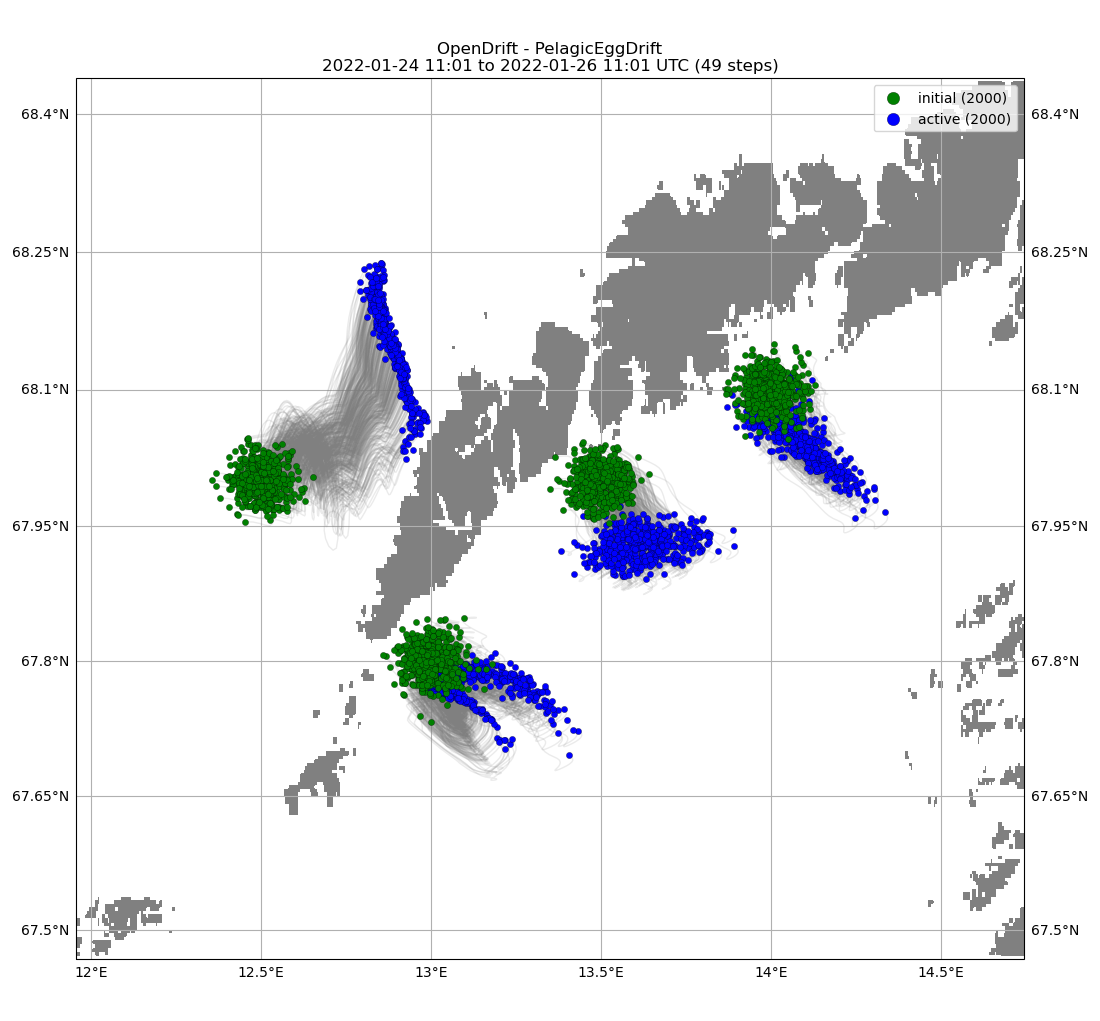 OpenDrift - PelagicEggDrift
2022-01-24 11:01 to 2022-01-26 11:01 UTC (49 steps)
initial (2000)
active (2000)
68.4°N 68.4°N
68.25°N 68.25°N
68.1°N 68.1°N
67.95°N 67.95°N
67.8°N 67.8°N
67.65°N 67.65°N
67.5°N 67.5°N
12°E 12.5°E 13°E 13.5°E 14°E 14.5°E